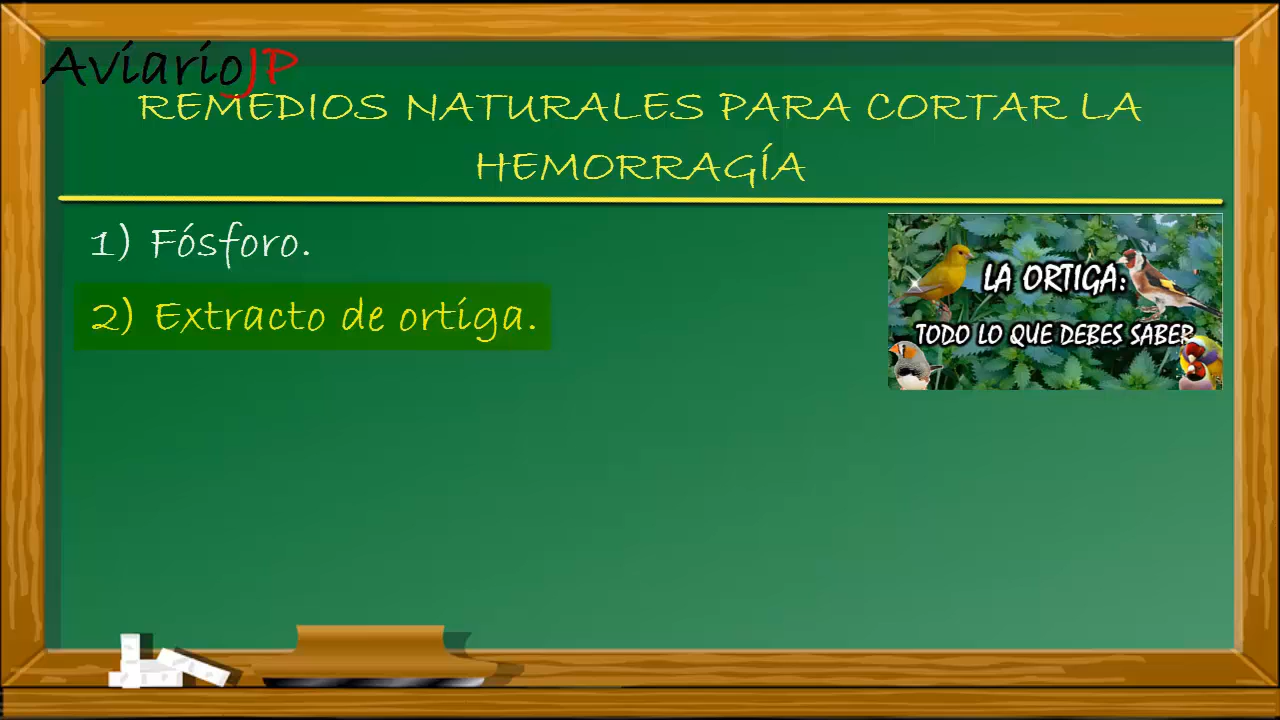 AviarioJP
REMEDIOS NATURALES PARA CORTAR LA
HEMORRAGÍA
1) Fósforo.
2) Extracto de ortiga.
LA ORTIGA:
TODO LO QUE DEBES SABER